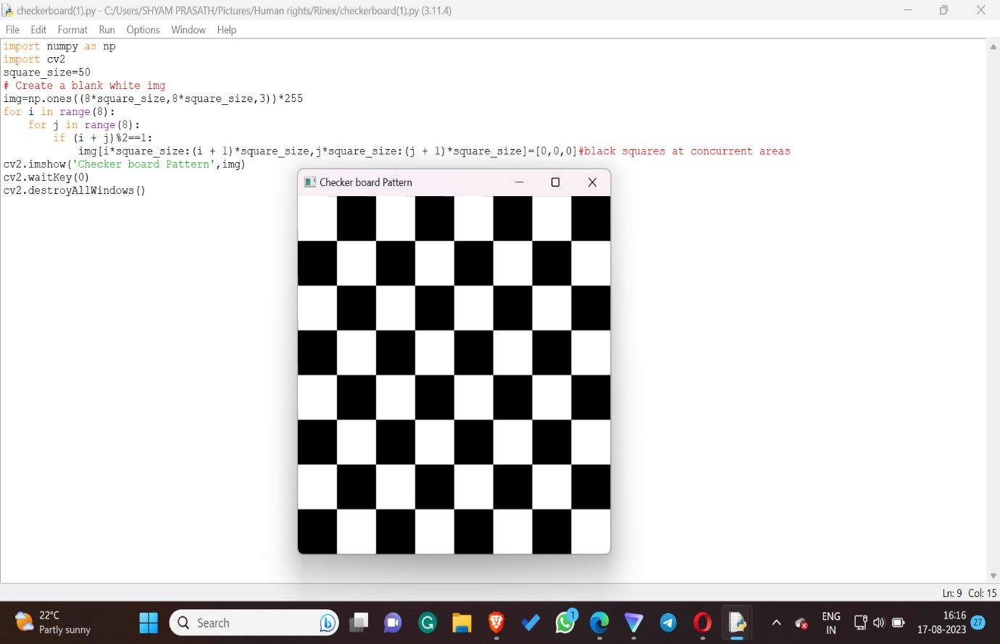 checkerboard(1).py - C:/Users/SHYAM PRASATH/Pictures/Human rights/Rinex/checkerboard(1).py (3.11.4)
File Edit Format Run Options Window Help
import numpy as np
import cv2
square_size=50
# Create a blank white img
img=np.ones((8*square_size,8*square_size,3))*255
for i in range(8):
    for j in range(8):
        if (i + j)%2==1:
            img[i*square_size:(i + 1)*square_size,j*square_size:(j + 1)*square_size]=[0,0,0]#black squares at concurrent areas
cv2.imshow('Checker board Pattern',img)
cv2.waitKey(0)
cv2.destroyAllWindows()
Checker board Pattern
Ln: 9 Col: 15
22°C
Partly sunny
Search
1
ENG
IN
16:16
17-08-2023
27